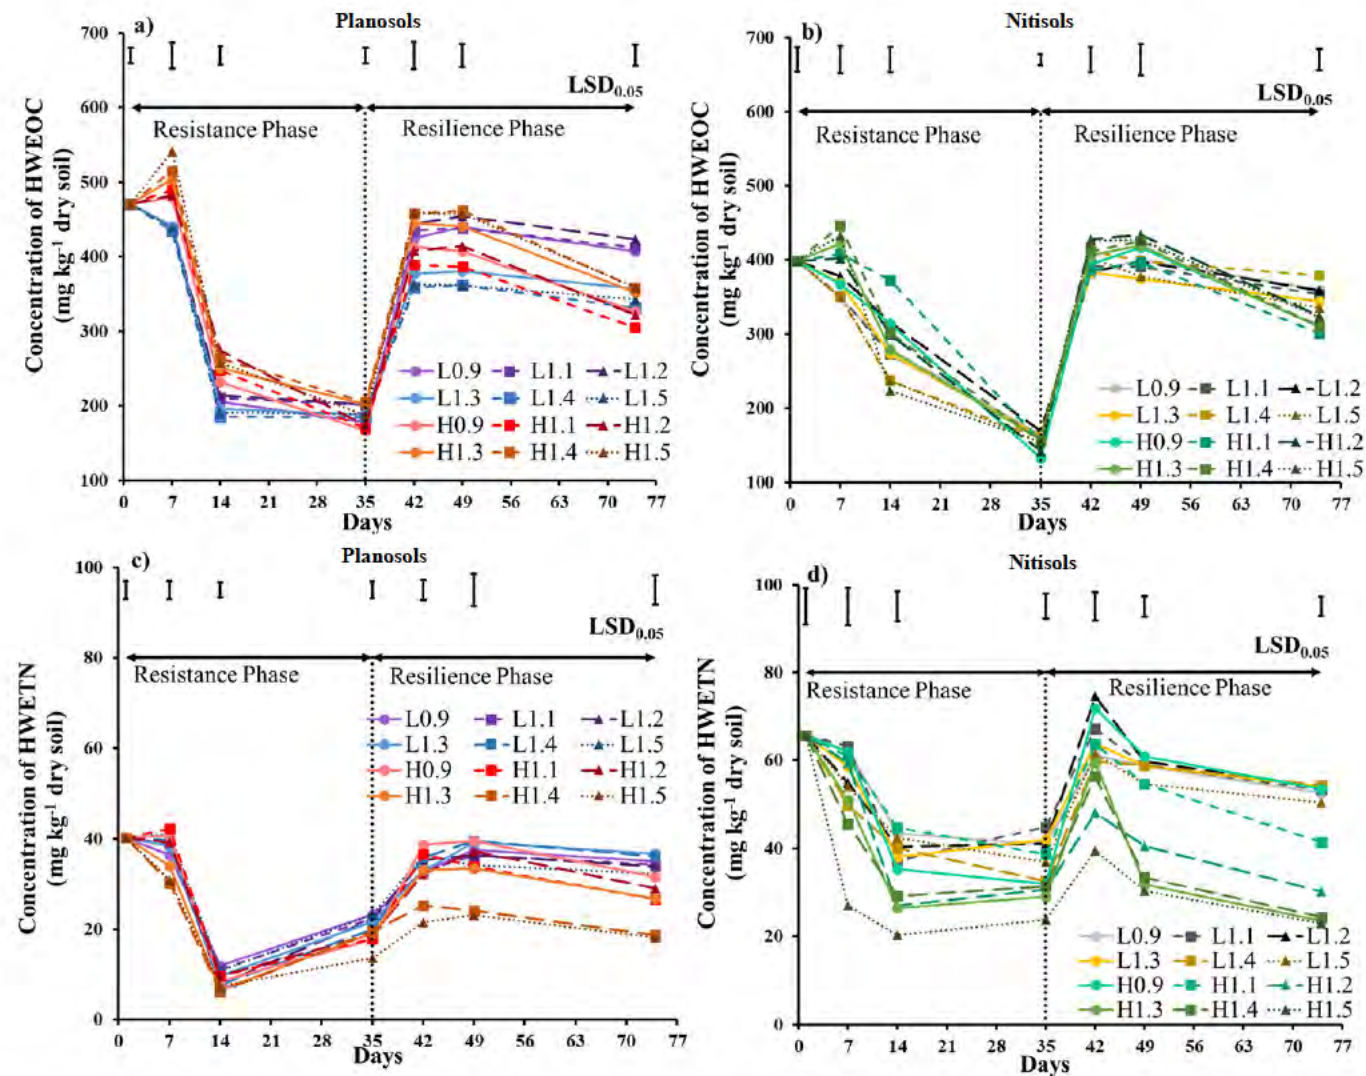 a)
Planosols
700
600
500
400
300
200
100
Concentration of HWEOC
(mg kg⁻¹ dry soil)
LSD0.05
Resistance Phase
Resilience Phase
L0.9 L1.1 L1.2
L1.3 L1.4 L1.5
H0.9 H1.1 H1.2
H1.3 H1.4 H1.5
0 7 14 21 28 35 42 49 56 63 70 77
Days
b)
Nitisols
700
600
500
400
300
200
100
Concentration of HWEOC
(mg kg⁻¹ dry soil)
LSD0.05
Resistance Phase
Resilience Phase
L0.9 L1.1 L1.2
L1.3 L1.4 L1.5
H0.9 H1.1 H1.2
H1.3 H1.4 H1.5
0 7 14 21 28 35 42 49 56 63 70 77
Days
c)
Planosols
100
80
60
40
20
0
Concentration of HWETN
(mg kg⁻¹ dry soil)
LSD0.05
Resistance Phase
Resilience Phase
L0.9 L1.1 L1.2
L1.3 L1.4 L1.5
H0.9 H1.1 H1.2
H1.3 H1.4 H1.5
0 7 14 21 28 35 42 49 56 63 70 77
Days
d)
Nitisols
100
80
60
40
20
0
Concentration of HWETN
(mg kg⁻¹ dry soil)
LSD0.05
Resistance Phase
Resilience Phase
L0.9 L1.1 L1.2
L1.3 L1.4 L1.5
H0.9 H1.1 H1.2
H1.3 H1.4 H1.5
0 7 14 21 28 35 42 49 56 63 70 77
Days